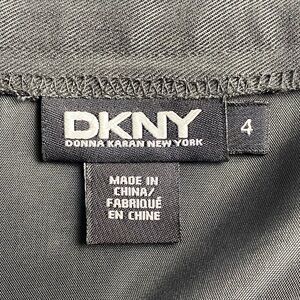 DKNY
DONNA KARAN NEW YORK
4
MADE IN
CHINA/
FABRIQUÉ
EN CHINE